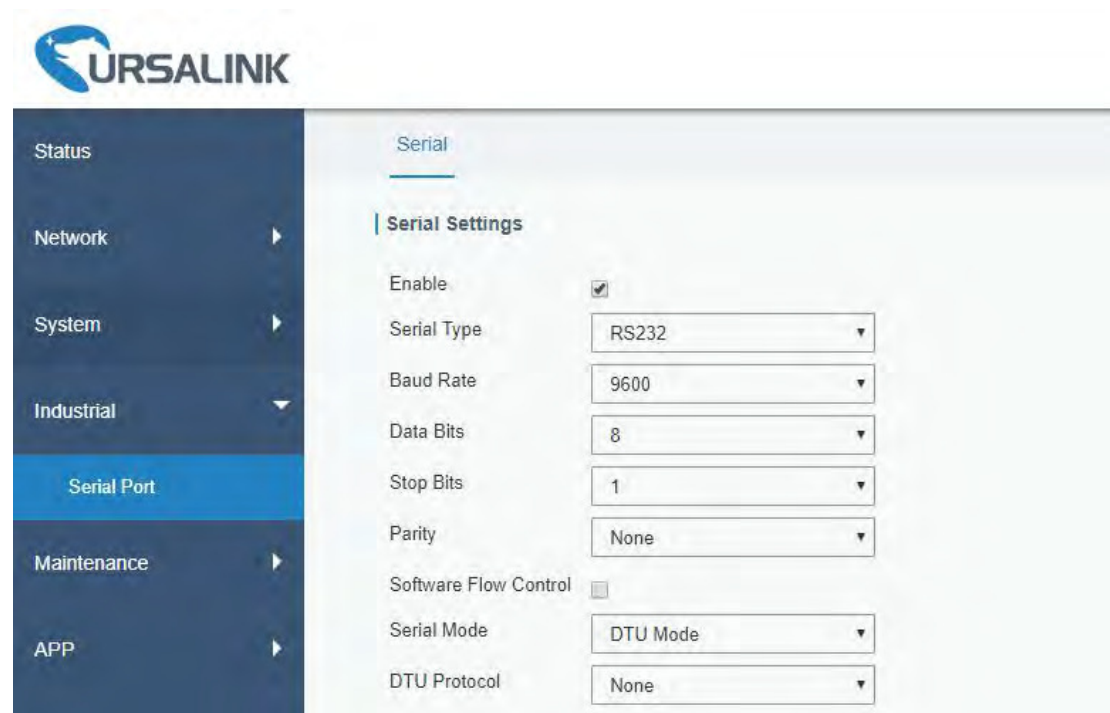 URSALINK
Status
Network
System
Industrial
Serial Port
Maintenance
APP
Serial
Serial Settings
Enable
Serial Type RS232
Baud Rate 9600
Data Bits 8
Stop Bits 1
Parity None
Software Flow Control
Serial Mode DTU Mode
DTU Protocol None